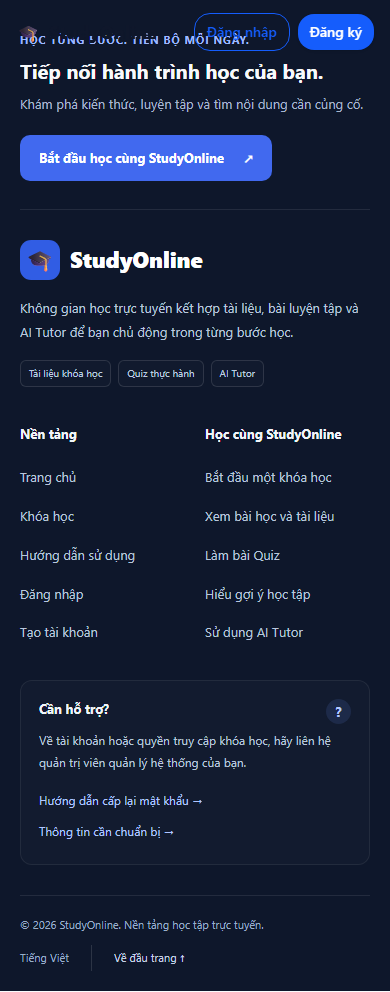 Đăng nhập
Đăng ký
HỌC TỪNG BƯỚC. TIẾN BỘ MỖI NGÀY.
Tiếp nối hành trình học của bạn.
Khám phá kiến thức, luyện tập và tìm nội dung cần củng cố.
Bắt đầu học cùng StudyOnline ↗
StudyOnline
Không gian học trực tuyến kết hợp tài liệu, bài luyện tập và
AI Tutor để bạn chủ động trong từng bước học.
Tài liệu khóa học
Quiz thực hành
AI Tutor
Nền tảng
Trang chủ
Khóa học
Hướng dẫn sử dụng
Đăng nhập
Tạo tài khoản
Học cùng StudyOnline
Bắt đầu một khóa học
Xem bài học và tài liệu
Làm bài Quiz
Hiểu gợi ý học tập
Sử dụng AI Tutor
Cần hỗ trợ?
?
Về tài khoản hoặc quyền truy cập khóa học, hãy liên hệ
quản trị viên quản lý hệ thống của bạn.
Hướng dẫn cấp lại mật khẩu →
Thông tin cần chuẩn bị →
© 2026 StudyOnline. Nền tảng học tập trực tuyến.
Tiếng Việt
Về đầu trang ↑